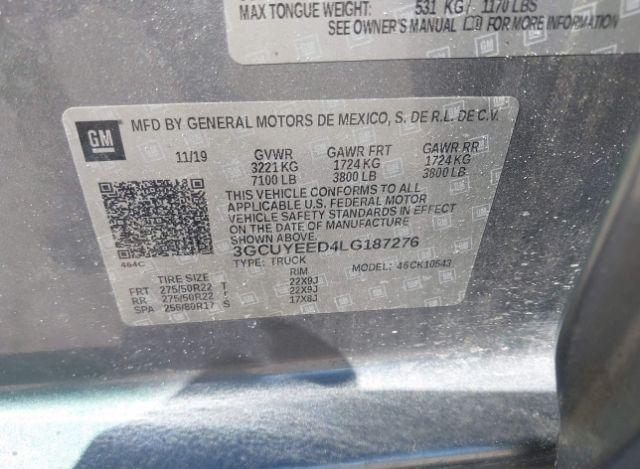 MAX TONGUE WEIGHT: 531 KG / 1170 LBS
SEE OWNER'S MANUAL FOR MORE INFORMATION
GM
MFD BY GENERAL MOTORS DE MEXICO, S. DE R.L. DE C.V.
11/19 GVWR GAWR FRT GAWR RR
3221 KG 1724 KG 1724 KG
7100 LB 3800 LB 3800 LB
THIS VEHICLE CONFORMS TO ALL
APPLICABLE U.S. FEDERAL MOTOR
VEHICLE SAFETY STANDARDS IN EFFECT
ON THE DATE OF MANUFACTURE
SHOWN ABOVE.
3GCUYEED4LG187276
464C
TYPE: TRUCK MODEL: 46CK10543
TIRE SIZE RIM
FRT 275/50R22 T 22X9J
RR 275/50R22 T 22X9J
SPA 255/80R17 S 17X8J